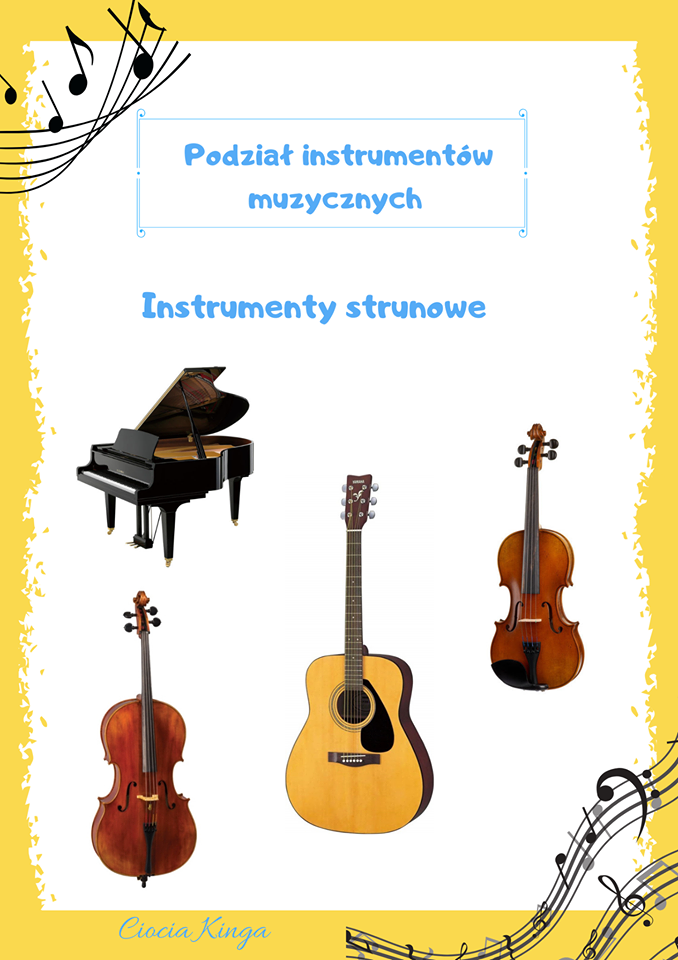 Podział instrumentów
muzycznych
Instrumenty strunowe
Ciocia Kinga